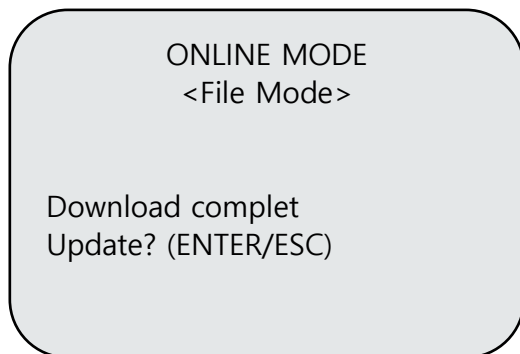 ONLINE MODE
<File Mode>
Download complet
Update? (ENTER/ESC)